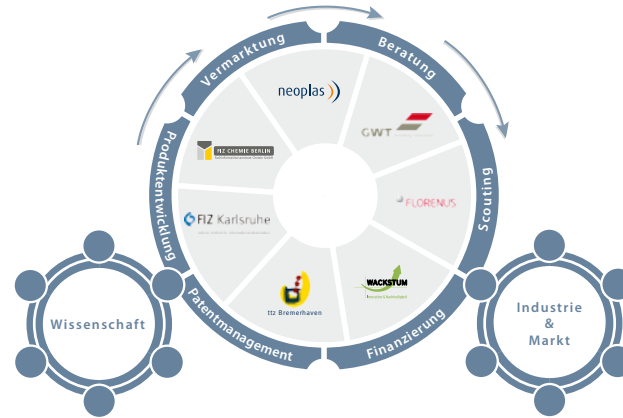 Vermarktung
Beratung
Scouting
Finanzierung
Patentmanagement
Produktentwicklung
neoplas
GWT
FLORENUS
WACKSTUM
ttz Bremerhaven
FIZ Karlsruhe
FIZ CHEMIE BERLIN
Wissenschaft
Industrie
&
Markt